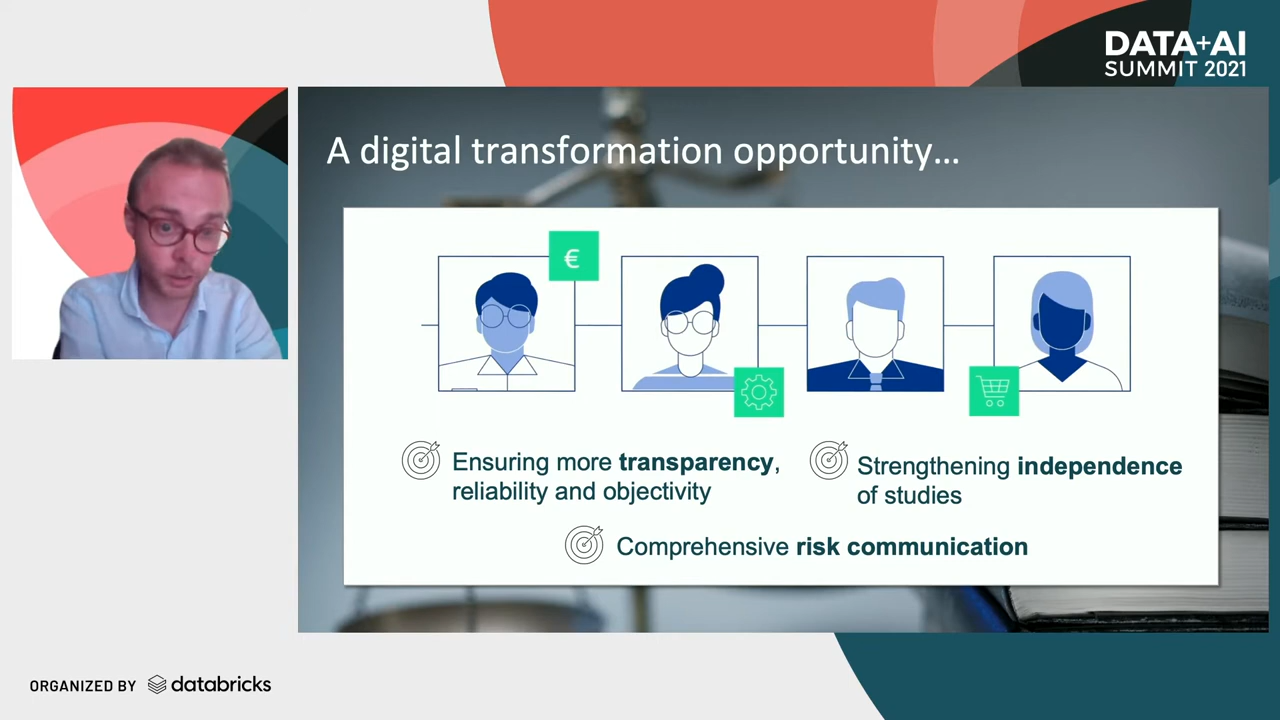 DATA+AI
SUMMIT 2021
A digital transformation opportunity…
€
Ensuring more transparency,
reliability and objectivity
Strengthening independence
of studies
Comprehensive risk communication
ORGANIZED BY databricks